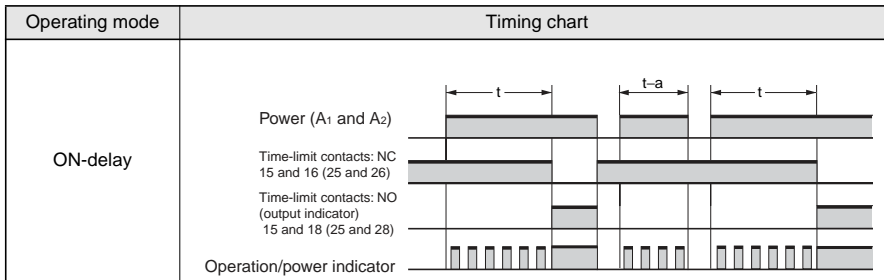 Operating mode
Timing chart
ON-delay
t
t–a
t
Power (A1 and A2)
Time-limit contacts: NC
15 and 16 (25 and 26)
Time-limit contacts: NO
(output indicator)
15 and 18 (25 and 28)
Operation/power indicator